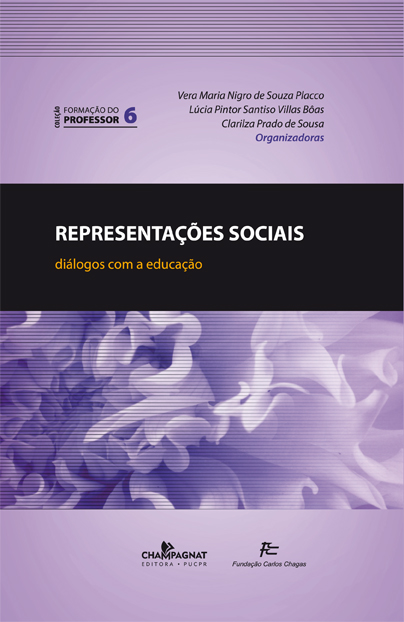 Vera Maria Nigro de Souza Placco
Lúcia Pintor Santiso Villas Bôas
Clarilza Prado de Sousa
Organizadoras
COLEÇÃO
FORMAÇÃO DO
PROFESSOR 6
REPRESENTAÇÕES SOCIAIS
diálogos com a educação
CHAMPAGNAT
EDITORA • PUCPR
FCC
Fundação Carlos Chagas